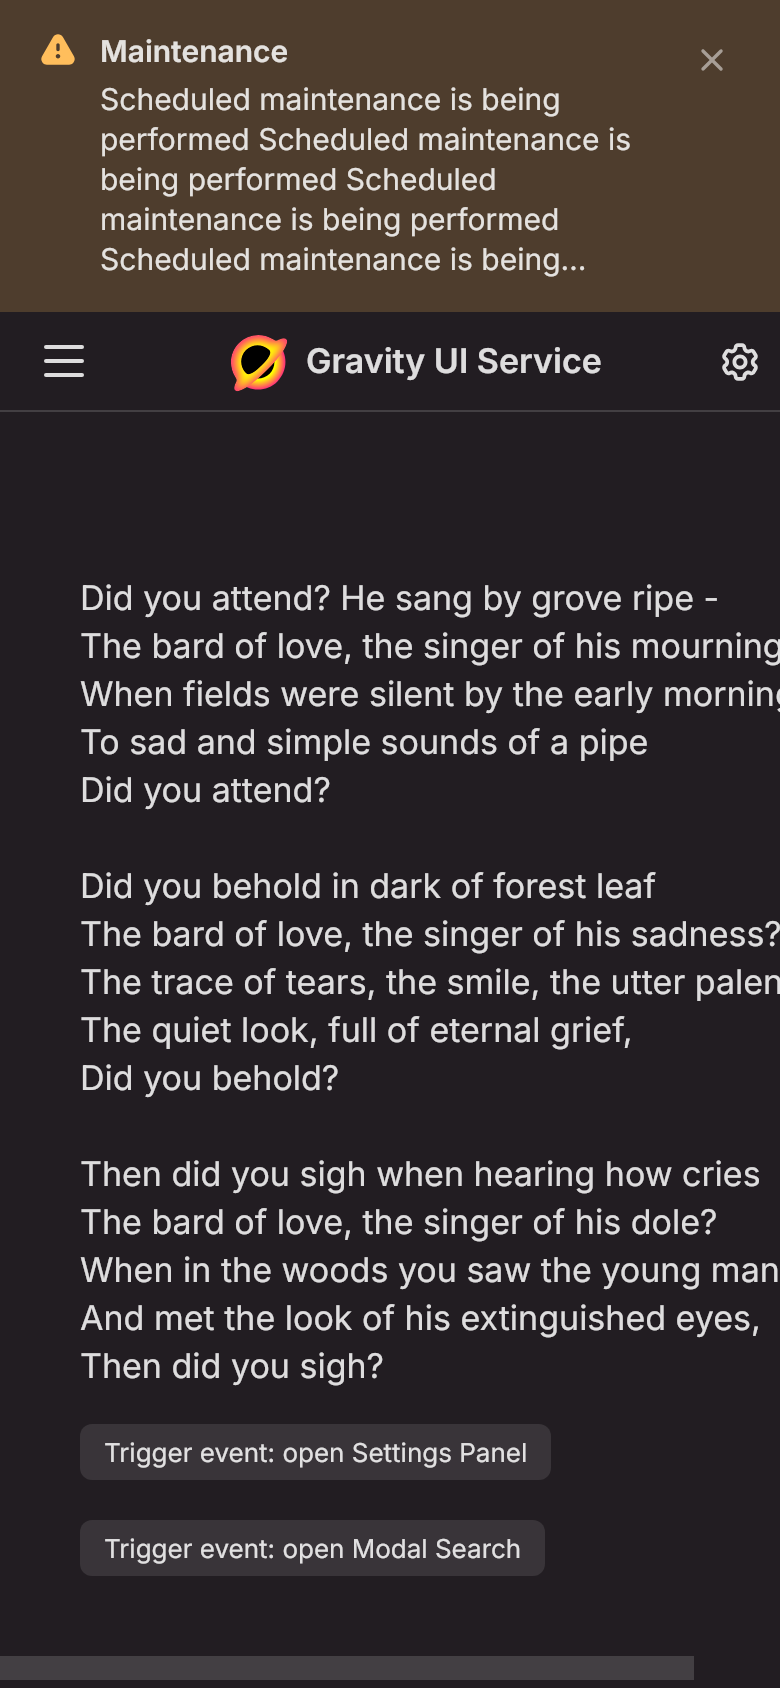 Maintenance
Scheduled maintenance is being
performed Scheduled maintenance is
being performed Scheduled
maintenance is being performed
Scheduled maintenance is being...
Gravity UI Service
Did you attend? He sang by grove ripe -
The bard of love, the singer of his mourning
When fields were silent by the early morning
To sad and simple sounds of a pipe
Did you attend?
Did you behold in dark of forest leaf
The bard of love, the singer of his sadness?
The trace of tears, the smile, the utter palen
The quiet look, full of eternal grief,
Did you behold?
Then did you sigh when hearing how cries
The bard of love, the singer of his dole?
When in the woods you saw the young man
And met the look of his extinguished eyes,
Then did you sigh?
Trigger event: open Settings Panel
Trigger event: open Modal Search